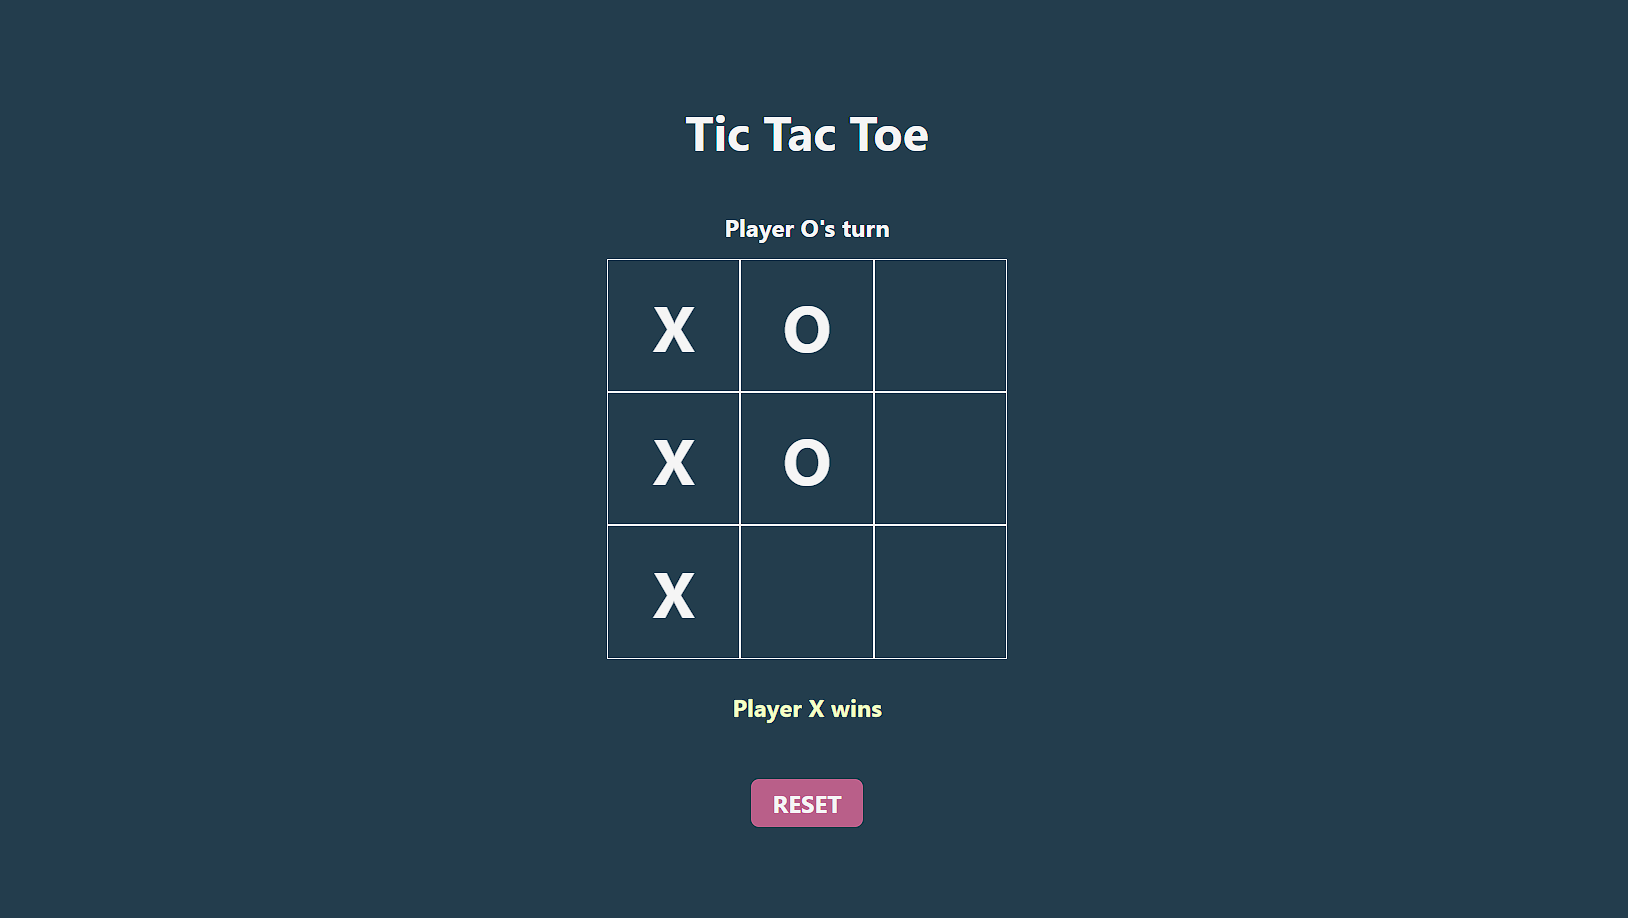 Tic Tac Toe
Player O's turn
X O
X O
X
Player X wins
RESET